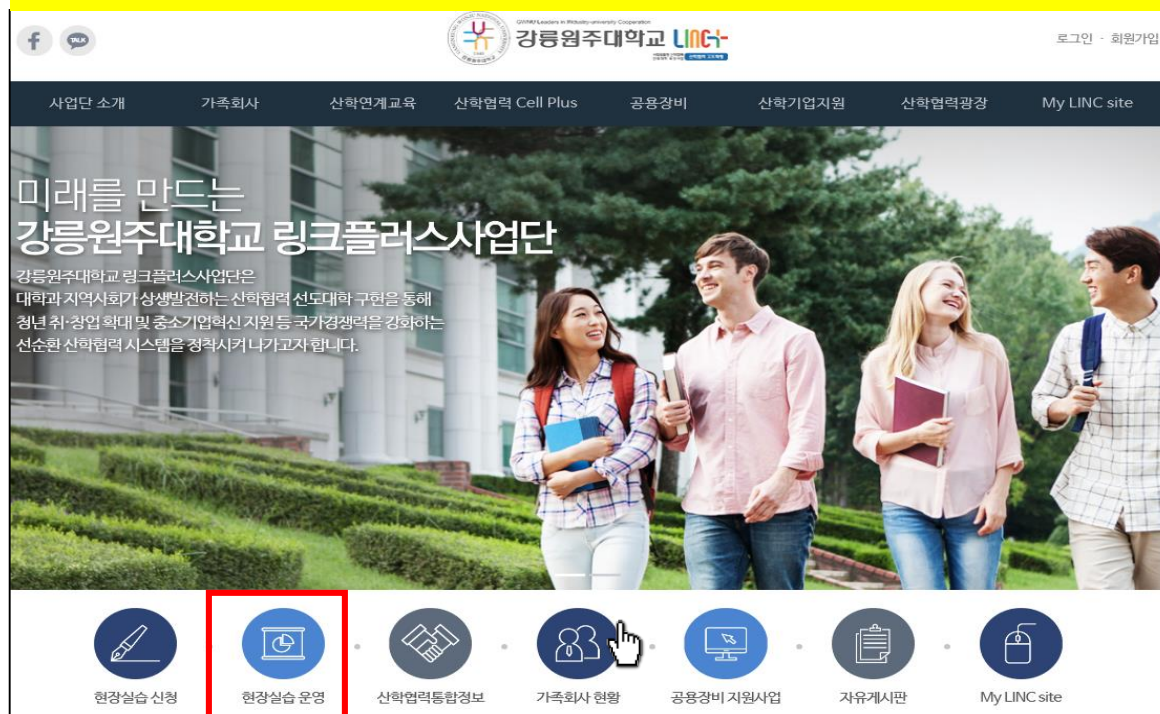 TALK
GWNU Leaders in INdustry-university Cooperation
강릉원주대학교 LINC+
로그인 · 회원가입
사업단 소개 가족회사 산학연계교육 산학협력 Cell Plus 공용장비 산학기업지원 산학협력광장 My LINC site
미래를 만드는
강릉원주대학교 링크플러스사업단
강릉원주대학교 링크플러스사업단은
대학과 지역사회가 상생발전하는 산학협력 선도대학 구현을 통해
청년 취·창업 확대 및 중소기업혁신 지원 등 국가경쟁력을 강화하는
선순환 산학협력 시스템을 정착시켜 나가고자 합니다.
현장실습 신청 현장실습 운영 산학협력통합정보 가족회사 현황 공용장비 지원사업 자유게시판 My LINC site